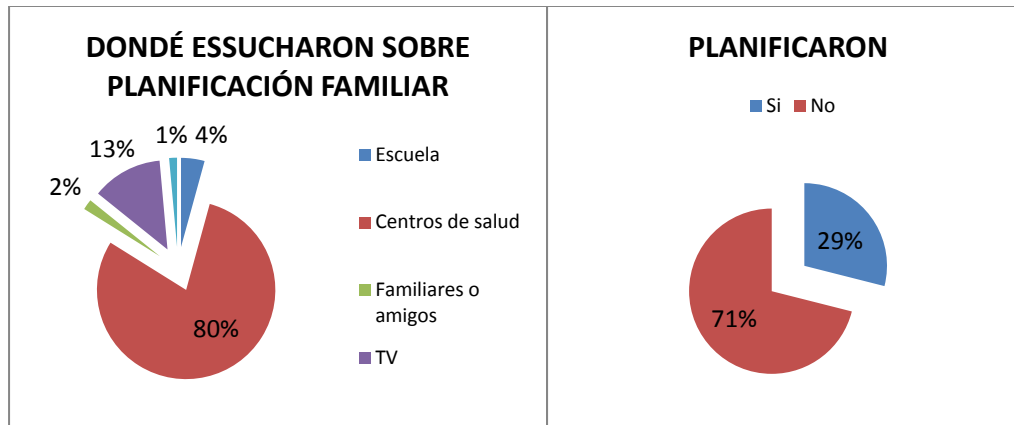 DONDÉ ESSUCHARON SOBRE
PLANIFICACIÓN FAMILIAR
1% 4%
13%
2%
80%
Escuela
Centros de salud
Familiares o
amigos
TV
PLANIFICARON
Si No
29%
71%